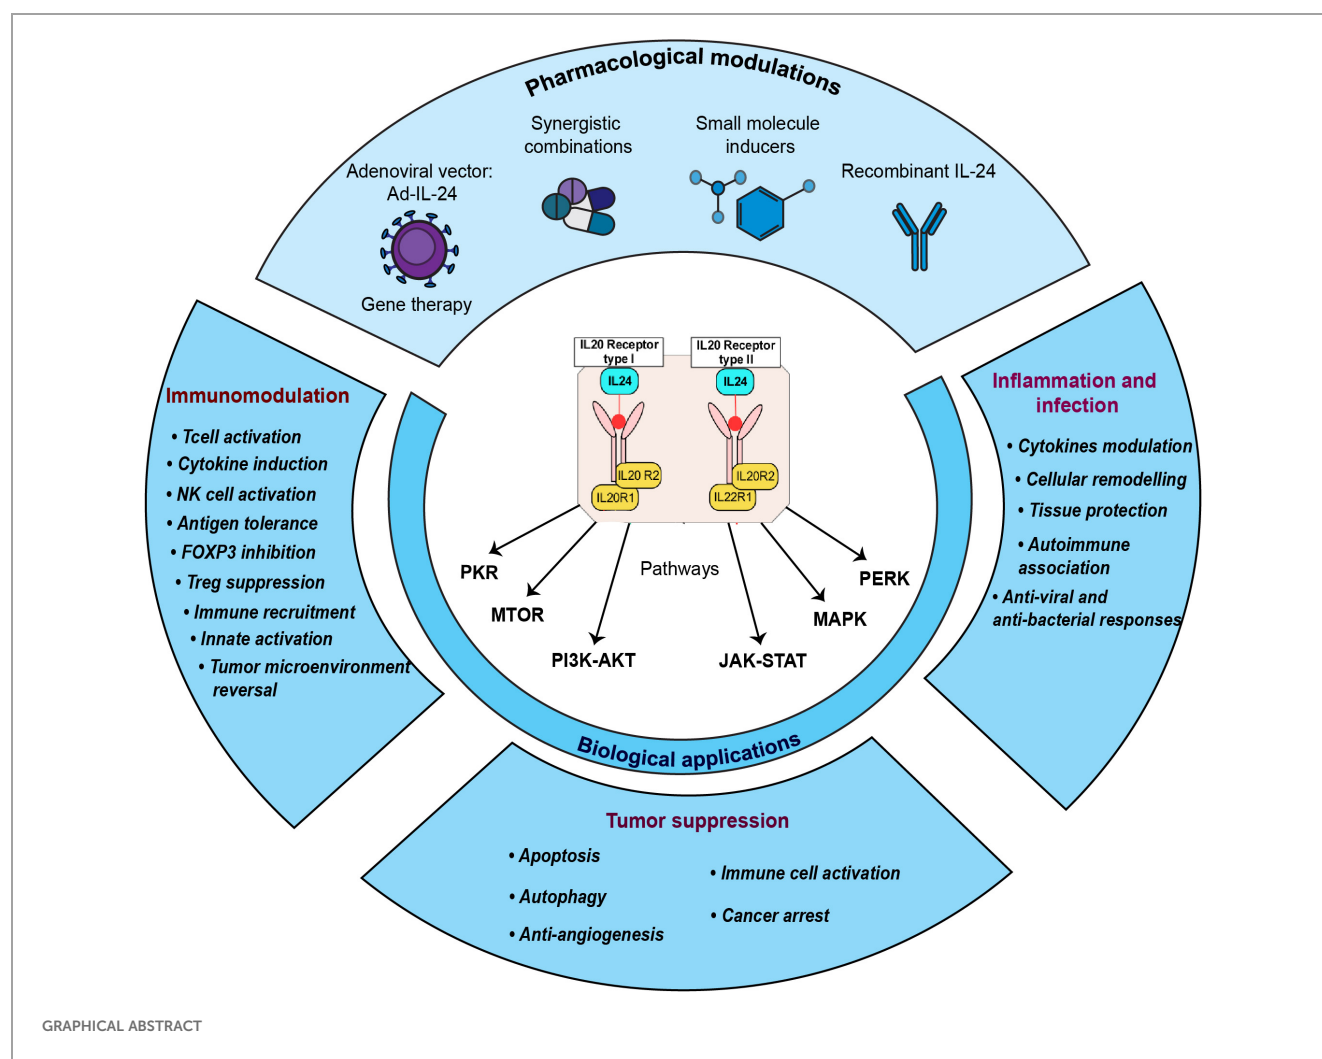 Pharmacological modulations
Synergistic
combinations
Small molecule
inducers
Adenoviral vector:
Ad-IL-24
Recombinant IL-24
Gene therapy
IL20 Receptor
type I
IL20 Receptor
type II
IL24
IL24
IL20 R2
IL20R1
IL20R2
IL22R1
Pathways
PKR
MTOR
PI3K-AKT
JAK-STAT
MAPK
PERK
Immunomodulation
• Tcell activation
• Cytokine induction
• NK cell activation
• Antigen tolerance
• FOXP3 inhibition
• Treg suppression
• Immune recruitment
• Innate activation
• Tumor microenvironment
reversal
Inflammation and
infection
• Cytokines modulation
• Cellular remodelling
• Tissue protection
• Autoimmune
association
• Anti-viral and
anti-bacterial responses
Biological applications
Tumor suppression
• Apoptosis
• Autophagy
• Anti-angiogenesis
• Immune cell activation
• Cancer arrest
GRAPHICAL ABSTRACT